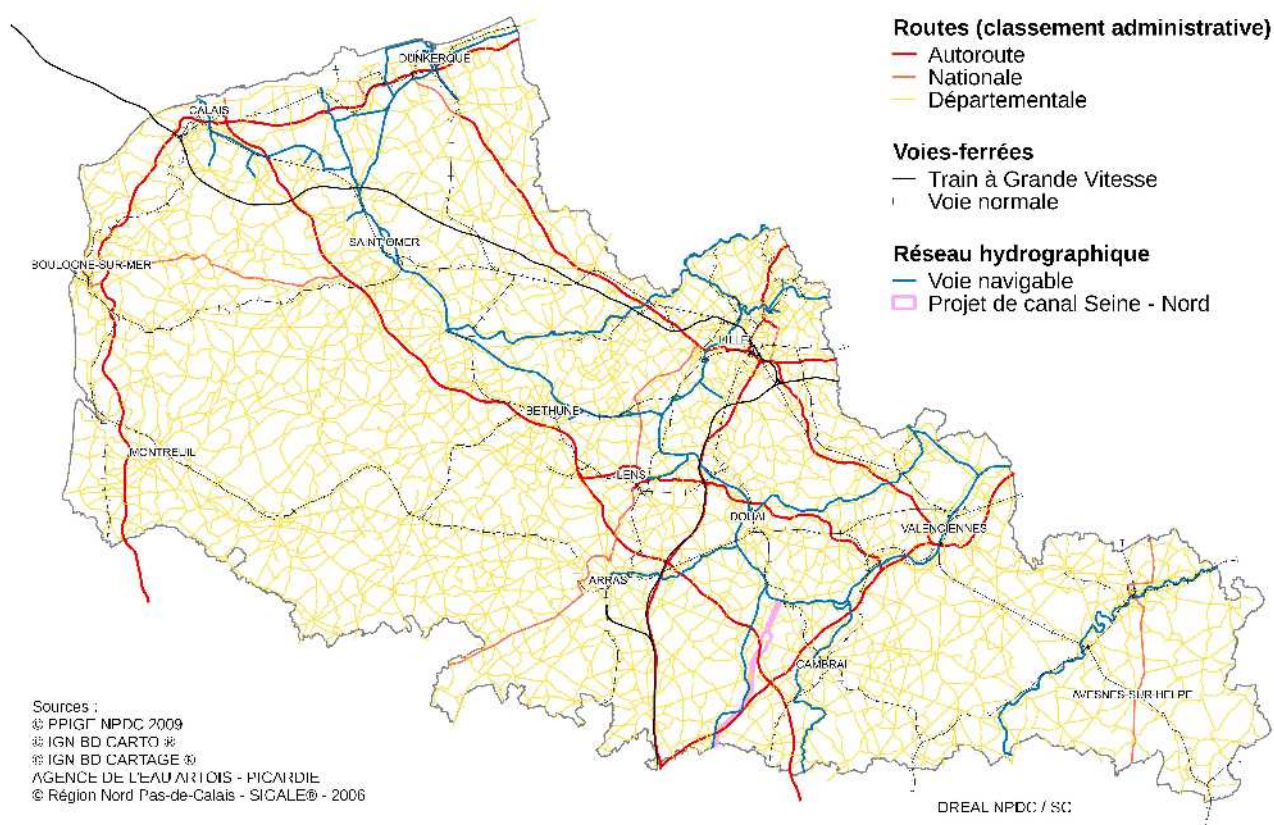 Routes (classement administrative)
Autoroute
Nationale
Départementale
Voies-ferrées
Train à Grande Vitesse
Voie normale
Réseau hydrographique
Voie navigable
Projet de canal Seine - Nord
DUNKERQUE
CALAIS
SAINT OMER
BOULOGNE-SUR-MER
LILLE
BETHUNE
MONTREUIL
LENS
DOUAI
VALENCIENNES
ARRAS
CAMBRAI
AVESNES-SUR-HELPE
Sources :
© PPIGE NPDC 2009
© IGN BD CARTO ®
© IGN BD CARTAGE ®
AGENCE DE L'EAU ARTOIS - PICARDIE
© Région Nord Pas-de-Calais - SIGALE® - 2006
DREAL NPDC / SC